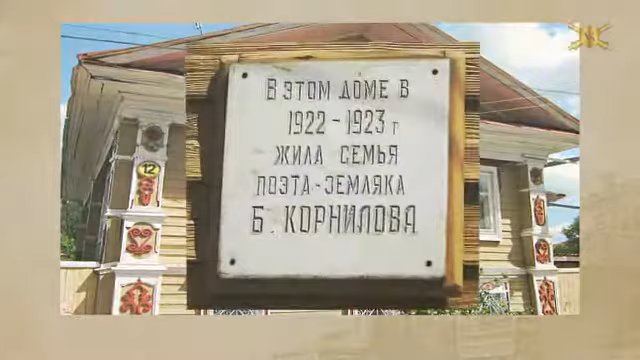 12
В ЭТОМ ДОМЕ В
1922 - 1923 г
ЖИЛА СЕМЬЯ
ПОЭТА - ЗЕМЛЯКА
Б. КОРНИЛОВА